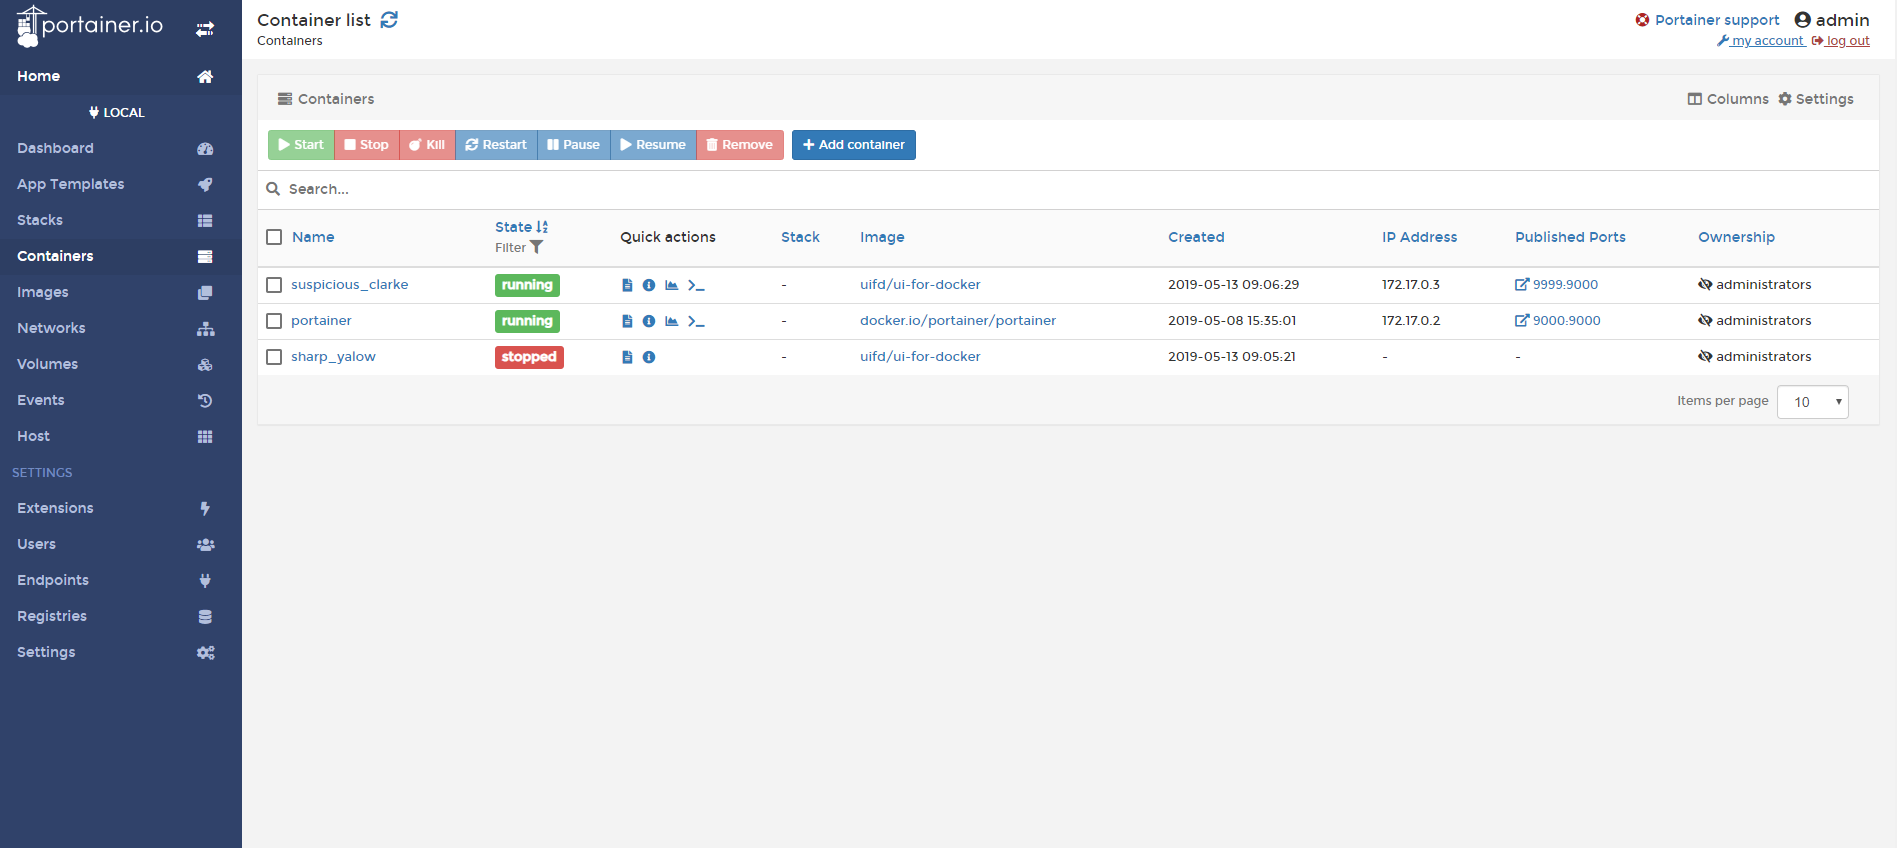 portainer.io
Home
LOCAL
Dashboard
App Templates
Stacks
Containers
Images
Networks
Volumes
Events
Host
SETTINGS
Extensions
Users
Endpoints
Registries
Settings
Container list
Containers
Portainer support admin
my account log out
Containers
Columns Settings
Start Stop Kill Restart Pause Resume Remove Add container
Search...
Name State Quick actions Stack Image Created IP Address Published Ports Ownership
Filter
suspicious_clarke running - uifd/ui-for-docker 2019-05-13 09:06:29 172.17.0.3 9999:9000 administrators
portainer running - docker.io/portainer/portainer 2019-05-08 15:35:01 172.17.0.2 9000:9000 administrators
sharp_yalow stopped - uifd/ui-for-docker 2019-05-13 09:05:21 - - administrators
Items per page 10